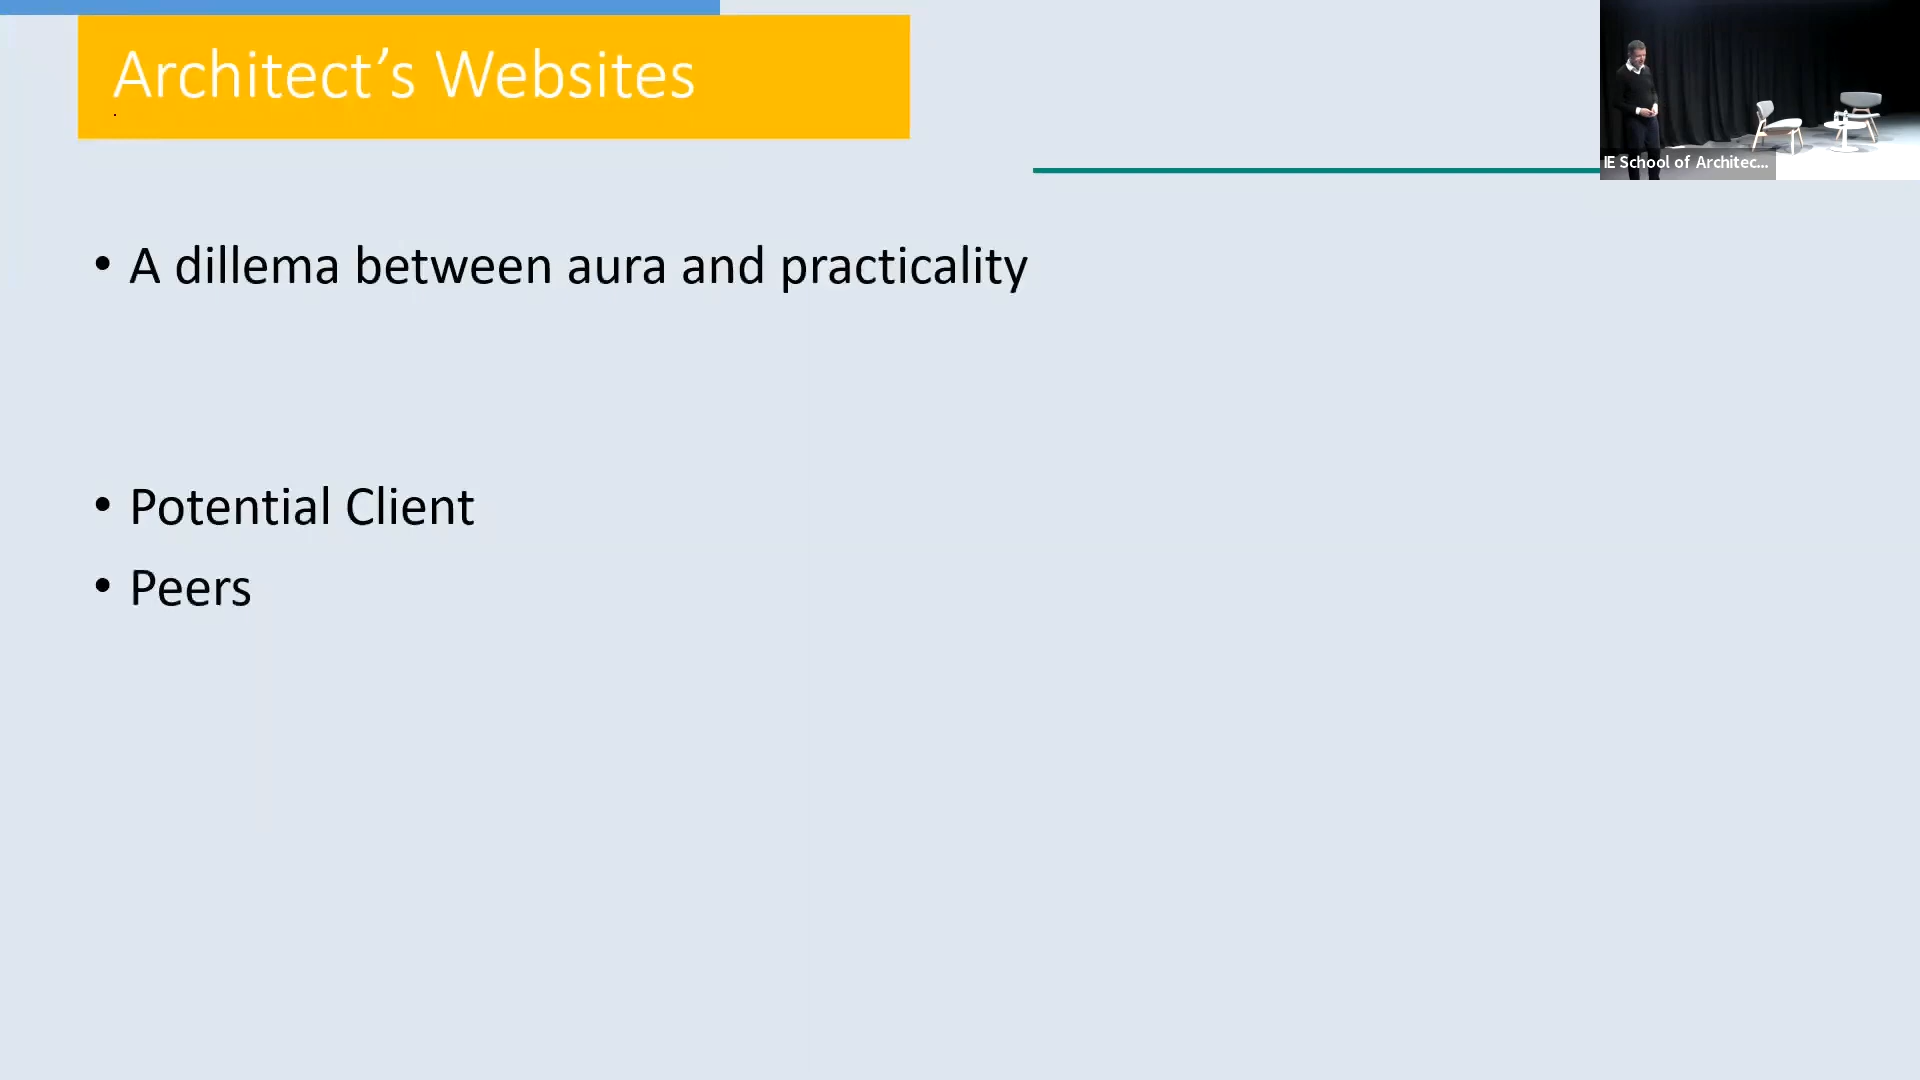 Architect’s Websites
.
IE School of Architec...
• A dillema between aura and practicality
• Potential Client
• Peers